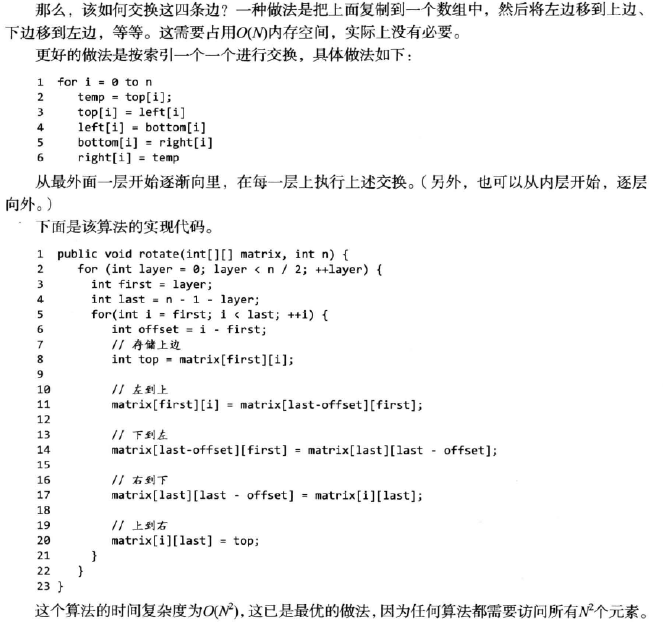 那么，该如何交换这四条边？一种做法是把上面复制到一个数组中，然后将左边移到上边、
下边移到左边，等等。这需要占用O(N)内存空间，实际上没有必要。
更好的做法是按索引一个一个进行交换，具体做法如下：
1 for i = 0 to n
2 temp = top[i];
3 top[i] = left[i]
4 left[i] = bottom[i]
5 bottom[i] = right[i]
6 right[i] = temp
从最外面一层开始逐渐向里，在每一层上执行上述交换。（另外，也可以从内层开始，逐层
向外。）
下面是该算法的实现代码。
1 public void rotate(int[][] matrix, int n) {
2 for (int layer = 0; layer < n / 2; ++layer) {
3 int first = layer;
4 int last = n - 1 - layer;
5 for(int i = first; i < last; ++i) {
6 int offset = i - first;
7 // 存储上边
8 int top = matrix[first][i];
9
10 // 左到上
11 matrix[first][i] = matrix[last-offset][first];
12
13 // 下到左
14 matrix[last-offset][first] = matrix[last][last - offset];
15
16 // 右到下
17 matrix[last][last - offset] = matrix[i][last];
18
19 // 上到右
20 matrix[i][last] = top;
21 }
22 }
23 }
这个算法的时间复杂度为O(N²)，这已是最优的做法，因为任何算法都需要访问所有N²个元素。